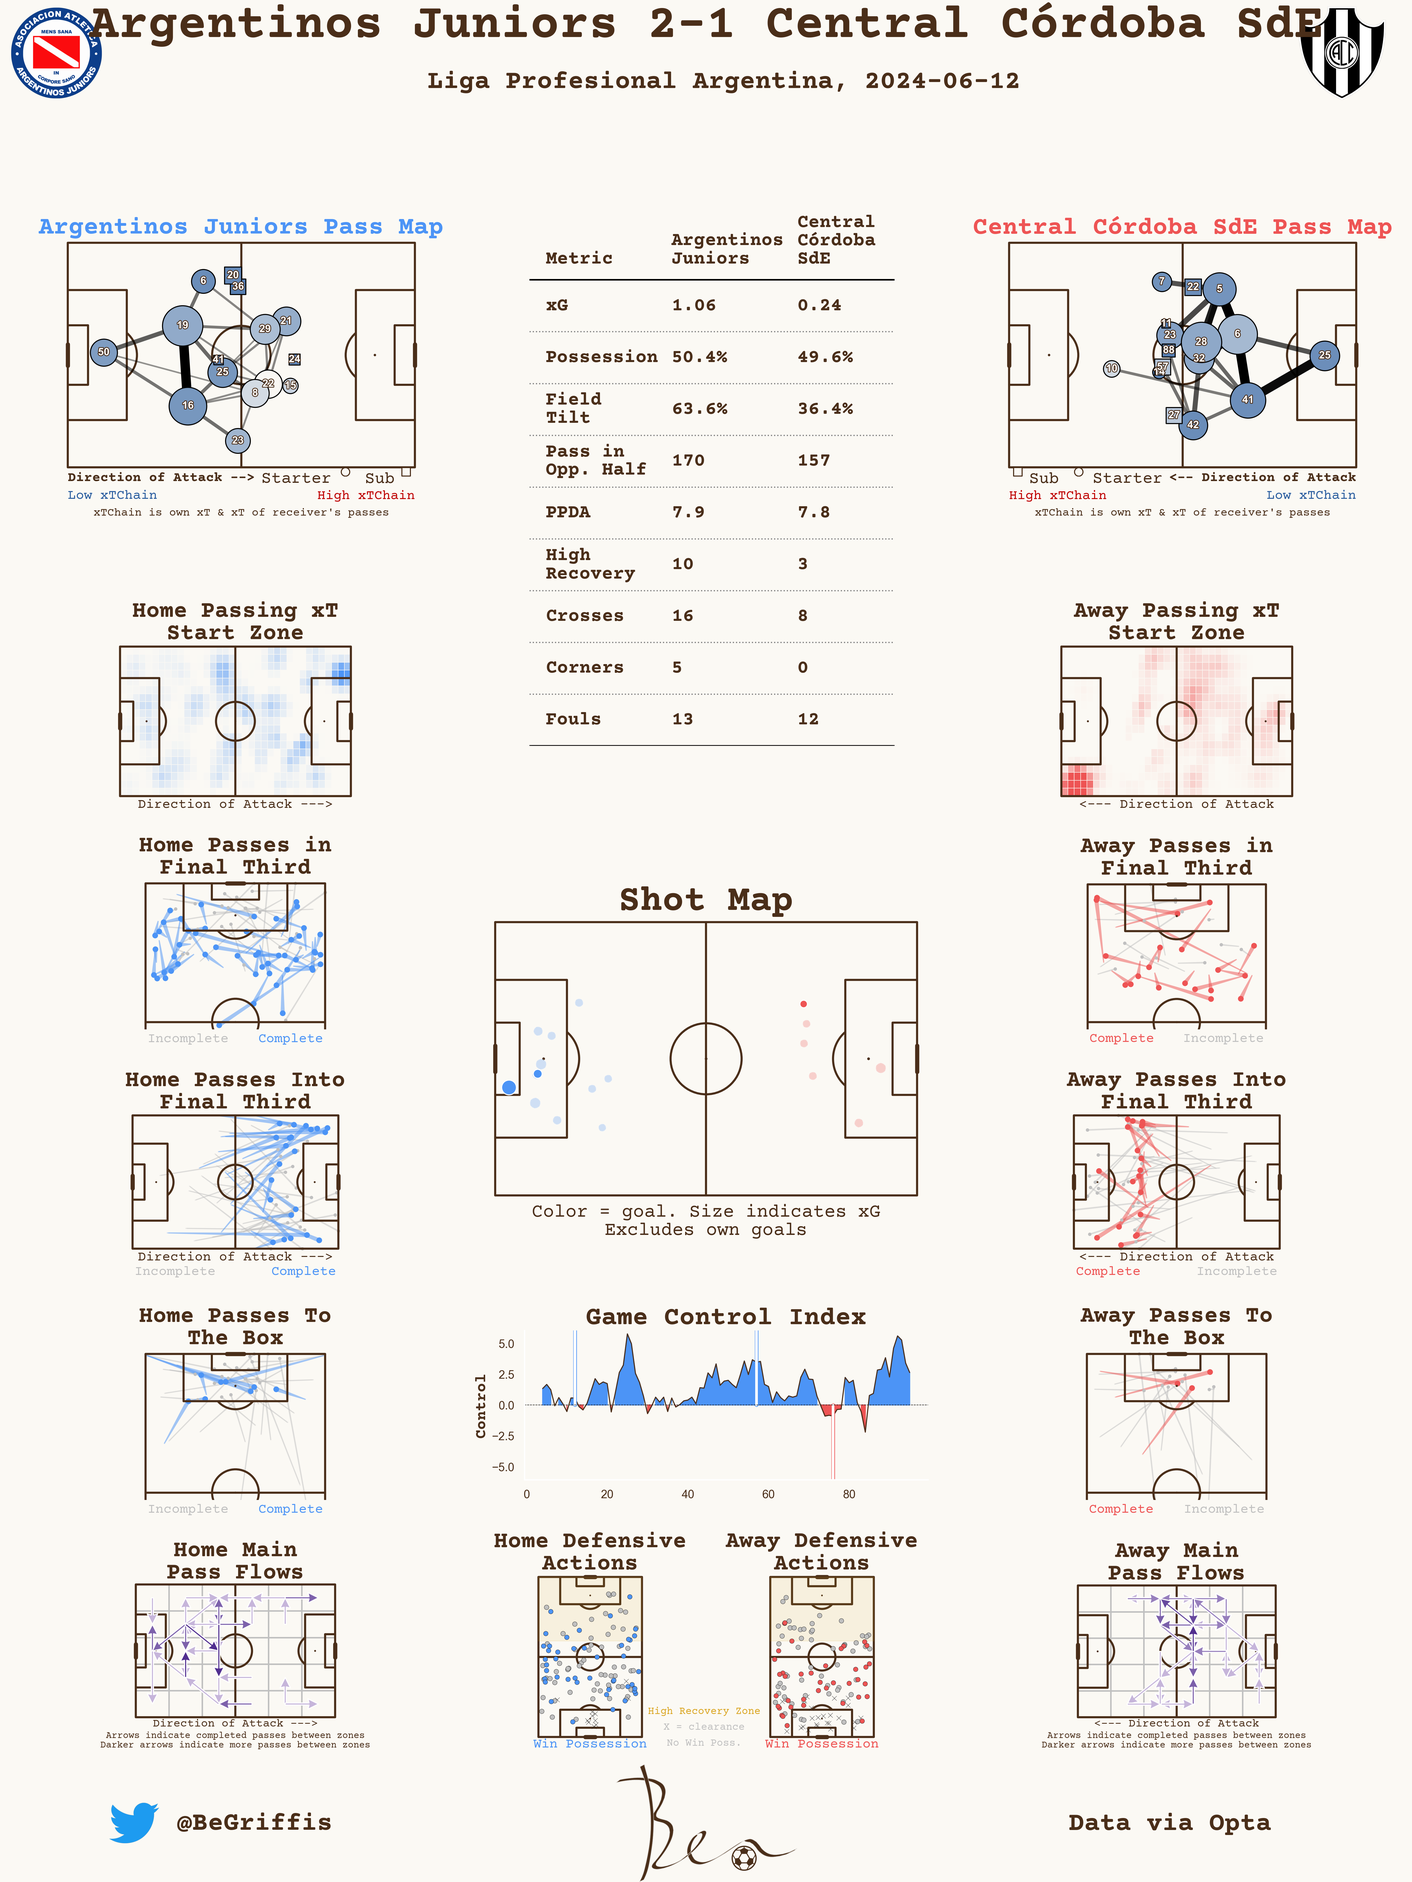 Argentinos Juniors 2-1 Central Córdoba SdE
Liga Profesional Argentina, 2024-06-12
ASOCIACION ATLETICA
MENS SANA
IN
CORPORE SANO
ARGENTINOS JUNIORS
Argentinos Juniors Pass Map
6
20
36
19
29
21
50
41
25
24
22
15
8
16
23
Direction of Attack --> Starter Sub
Low xTChain High xTChain
xTChain is own xT & xT of receiver's passes
Metric Argentinos Juniors Central Córdoba SdE
xG 1.06 0.24
Possession 50.4% 49.6%
Field Tilt 63.6% 36.4%
Pass in Opp. Half 170 157
PPDA 7.9 7.8
High Recovery 10 3
Crosses 16 8
Corners 5 0
Fouls 13 12
Central Córdoba SdE Pass Map
7
22
5
11
23
28
6
88
32
25
10
57
41
27
42
Sub Starter <-- Direction of Attack
High xTChain Low xTChain
xTChain is own xT & xT of receiver's passes
Home Passing xT
Start Zone
Direction of Attack --->
Away Passing xT
Start Zone
<--- Direction of Attack
Home Passes in
Final Third
Incomplete Complete
Away Passes in
Final Third
Complete Incomplete
Shot Map
Color = goal. Size indicates xG
Excludes own goals
Home Passes Into
Final Third
Direction of Attack --->
Incomplete Complete
Away Passes Into
Final Third
<--- Direction of Attack
Complete Incomplete
Home Passes To
The Box
Incomplete Complete
Game Control Index
Control
5.0
2.5
0.0
−2.5
−5.0
0 20 40 60 80
Away Passes To
The Box
Complete Incomplete
Home Main
Pass Flows
Direction of Attack --->
Arrows indicate completed passes between zones
Darker arrows indicate more passes between zones
Home Defensive
Actions
Win Possession
Away Defensive
Actions
Win Possession
High Recovery Zone
X = clearance
No Win Poss.
Away Main
Pass Flows
<--- Direction of Attack
Arrows indicate completed passes between zones
Darker arrows indicate more passes between zones
@BeGriffis
Ben
Data via Opta